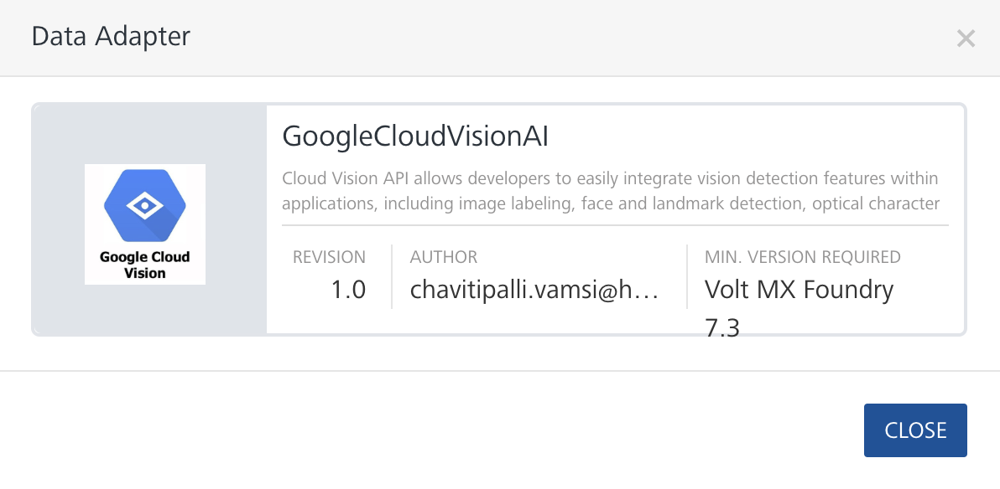 Data Adapter
GoogleCloudVisionAI
Cloud Vision API allows developers to easily integrate vision detection features within
applications, including image labeling, face and landmark detection, optical character
Google Cloud
Vision
REVISION
1.0
AUTHOR
chavitipalli.vamsi@h...
MIN. VERSION REQUIRED
Volt MX Foundry
7.3
CLOSE